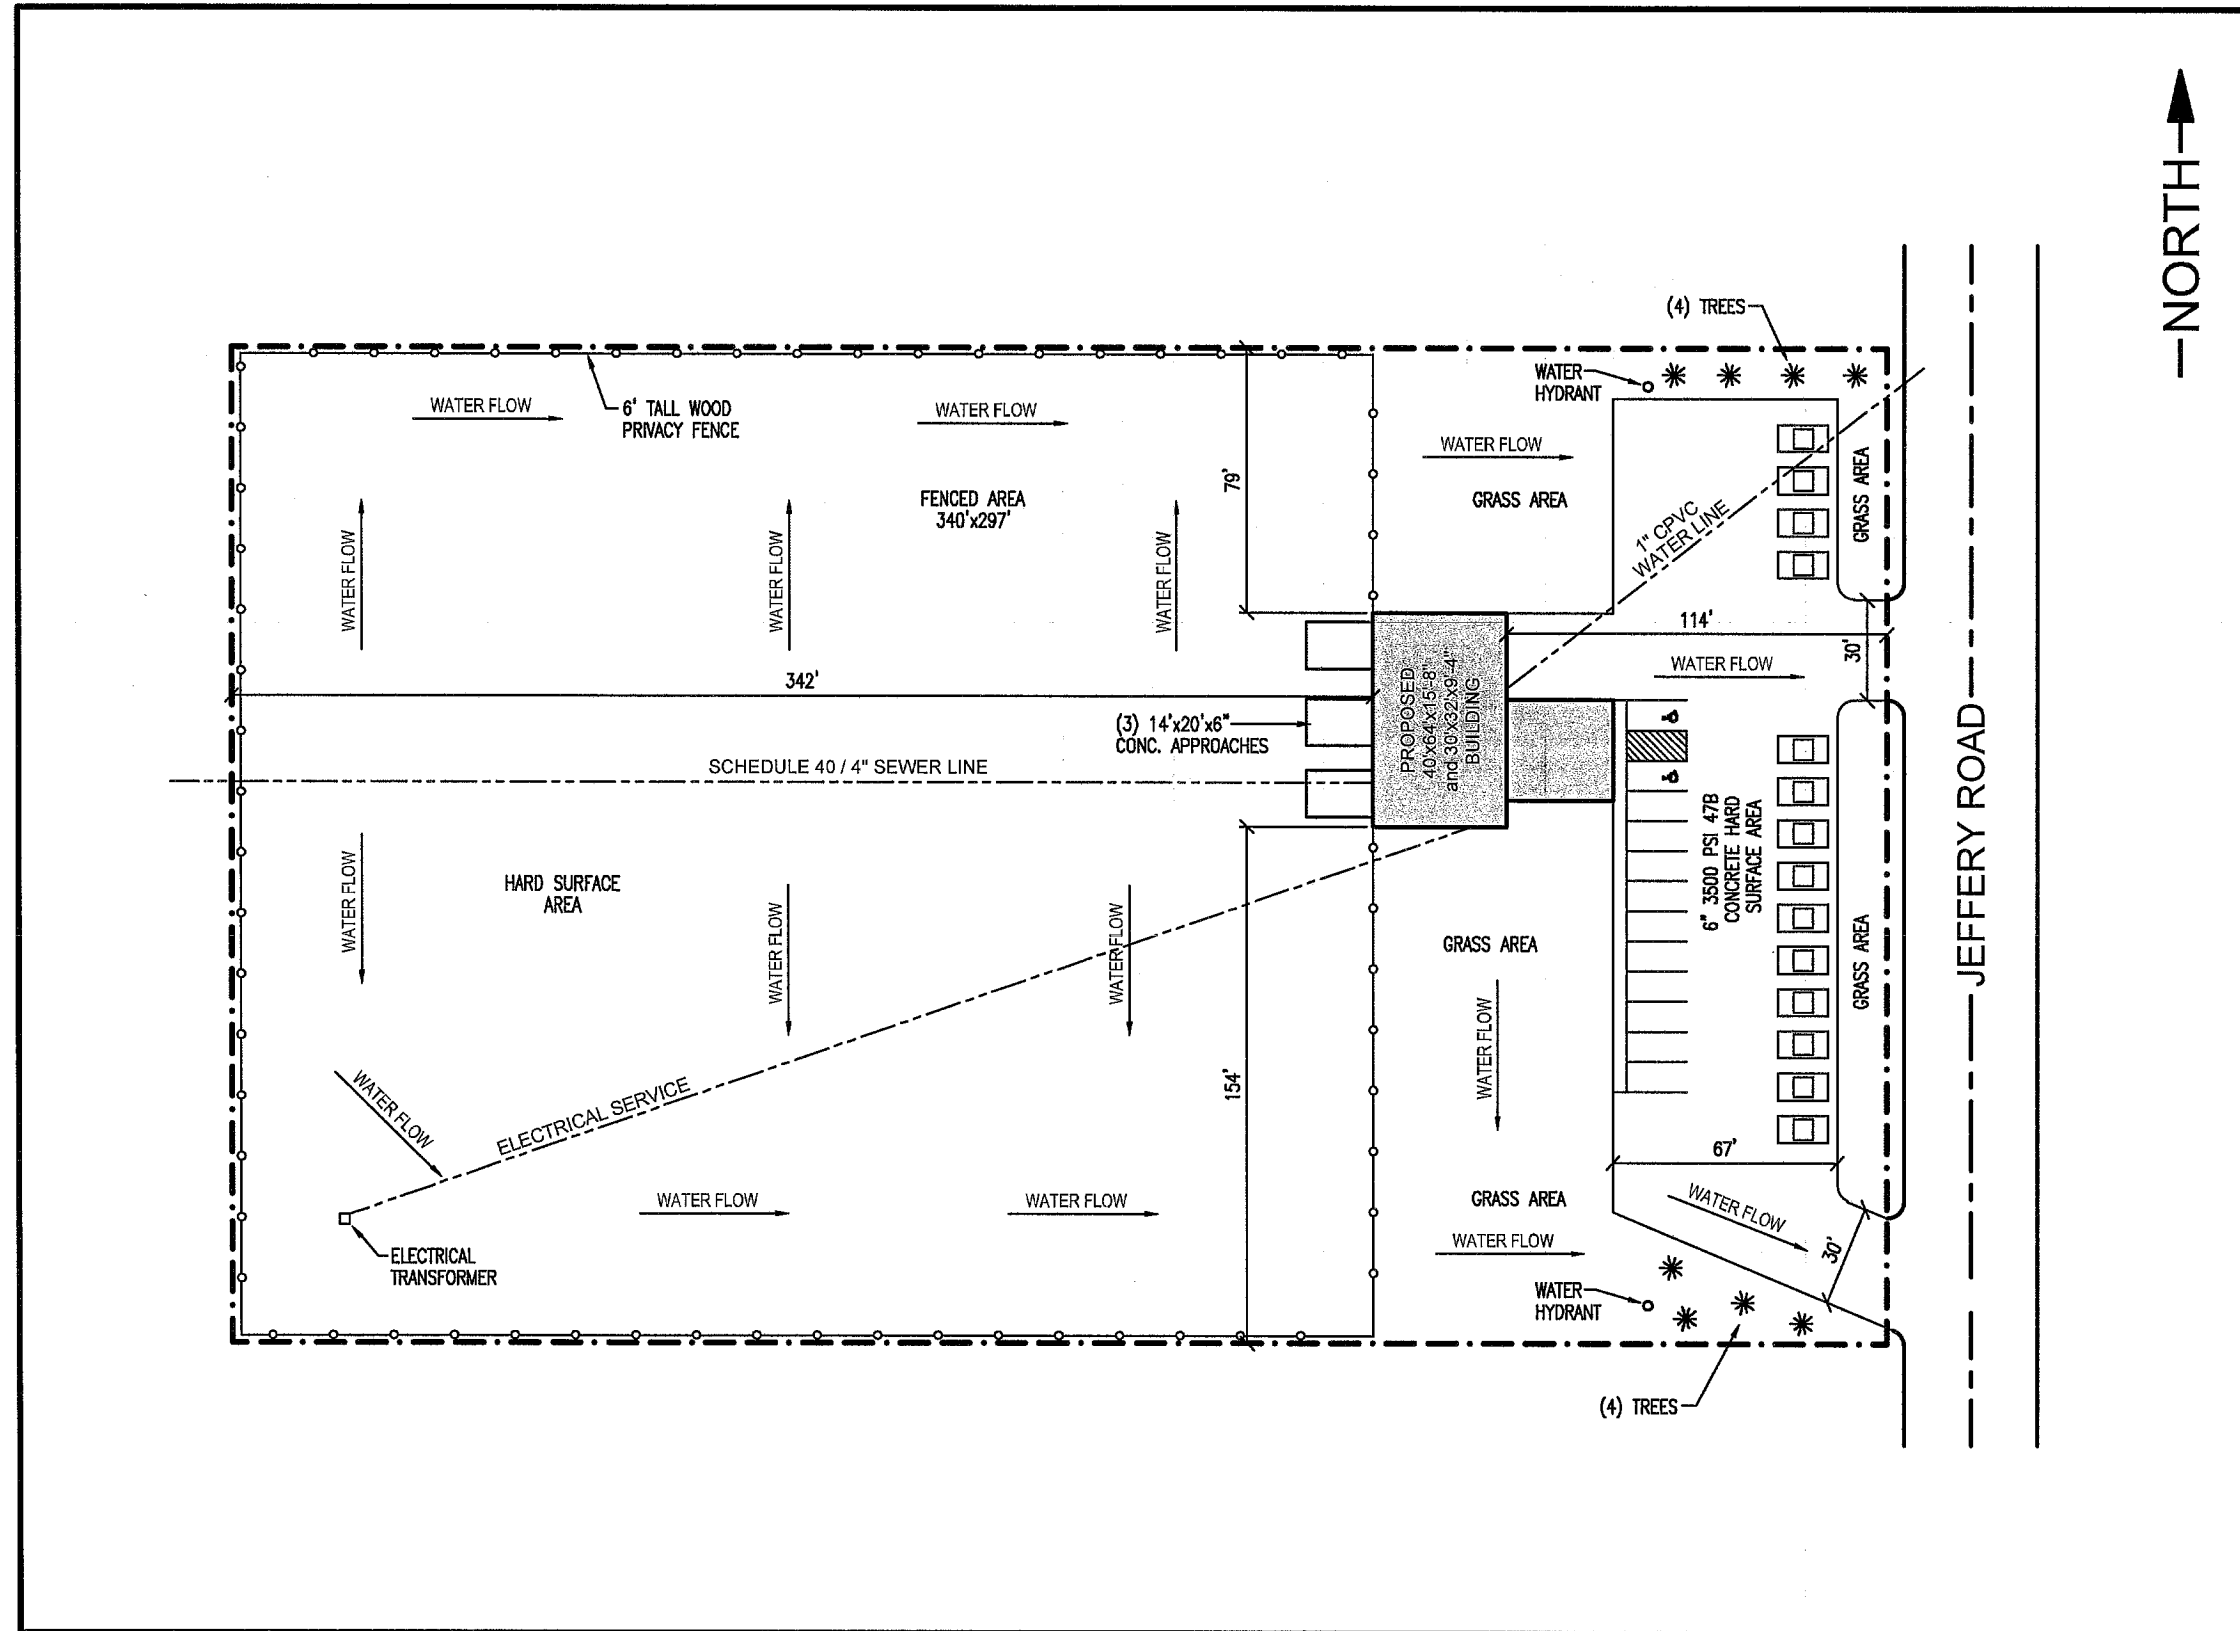 NORTH
(4) TREES
WATER
HYDRANT
WATER FLOW
6' TALL WOOD
PRIVACY FENCE
WATER FLOW
WATER FLOW
79'
FENCED AREA
340'x297'
GRASS AREA
GRASS AREA
1" CPVC
WATER LINE
WATER FLOW
WATER FLOW
WATER FLOW
114'
30'
WATER FLOW
342'
PROPOSED
40'x64'x15'-8"
and 30'x32'x9'-4"
BUILDING
(3) 14'x20'x6"
CONC. APPROACHES
SCHEDULE 40 / 4" SEWER LINE
JEFFERY ROAD
6" 3500 PSI 47B
CONCRETE HARD
SURFACE AREA
HARD SURFACE
AREA
WATER FLOW
WATER FLOW
WATER FLOW
GRASS AREA
GRASS AREA
WATER FLOW
154'
WATER FLOW
ELECTRICAL SERVICE
67'
WATER FLOW
WATER FLOW
GRASS AREA
WATER FLOW
WATER FLOW
30'
ELECTRICAL
TRANSFORMER
WATER
HYDRANT
(4) TREES